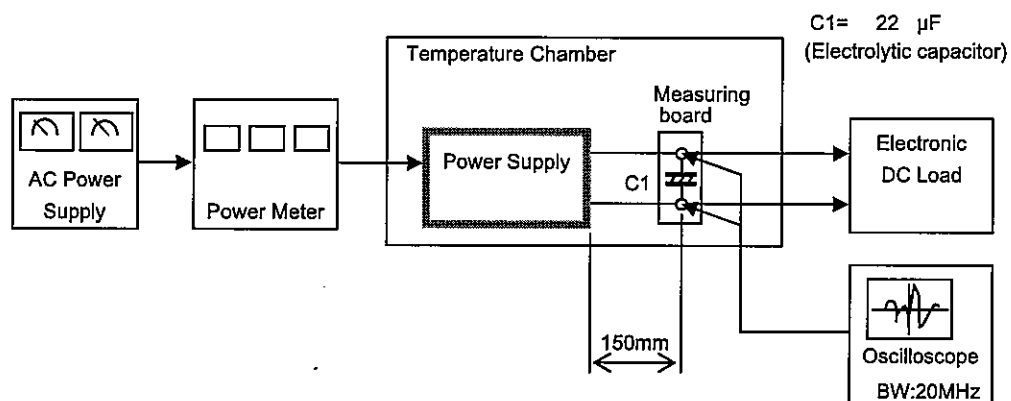 C1= 22 µF
(Electrolytic capacitor)
Temperature Chamber
Measuring
board
AC Power
Supply
Power Meter
Power Supply
C1
Electronic
DC Load
150mm
Oscilloscope
BW:20MHz